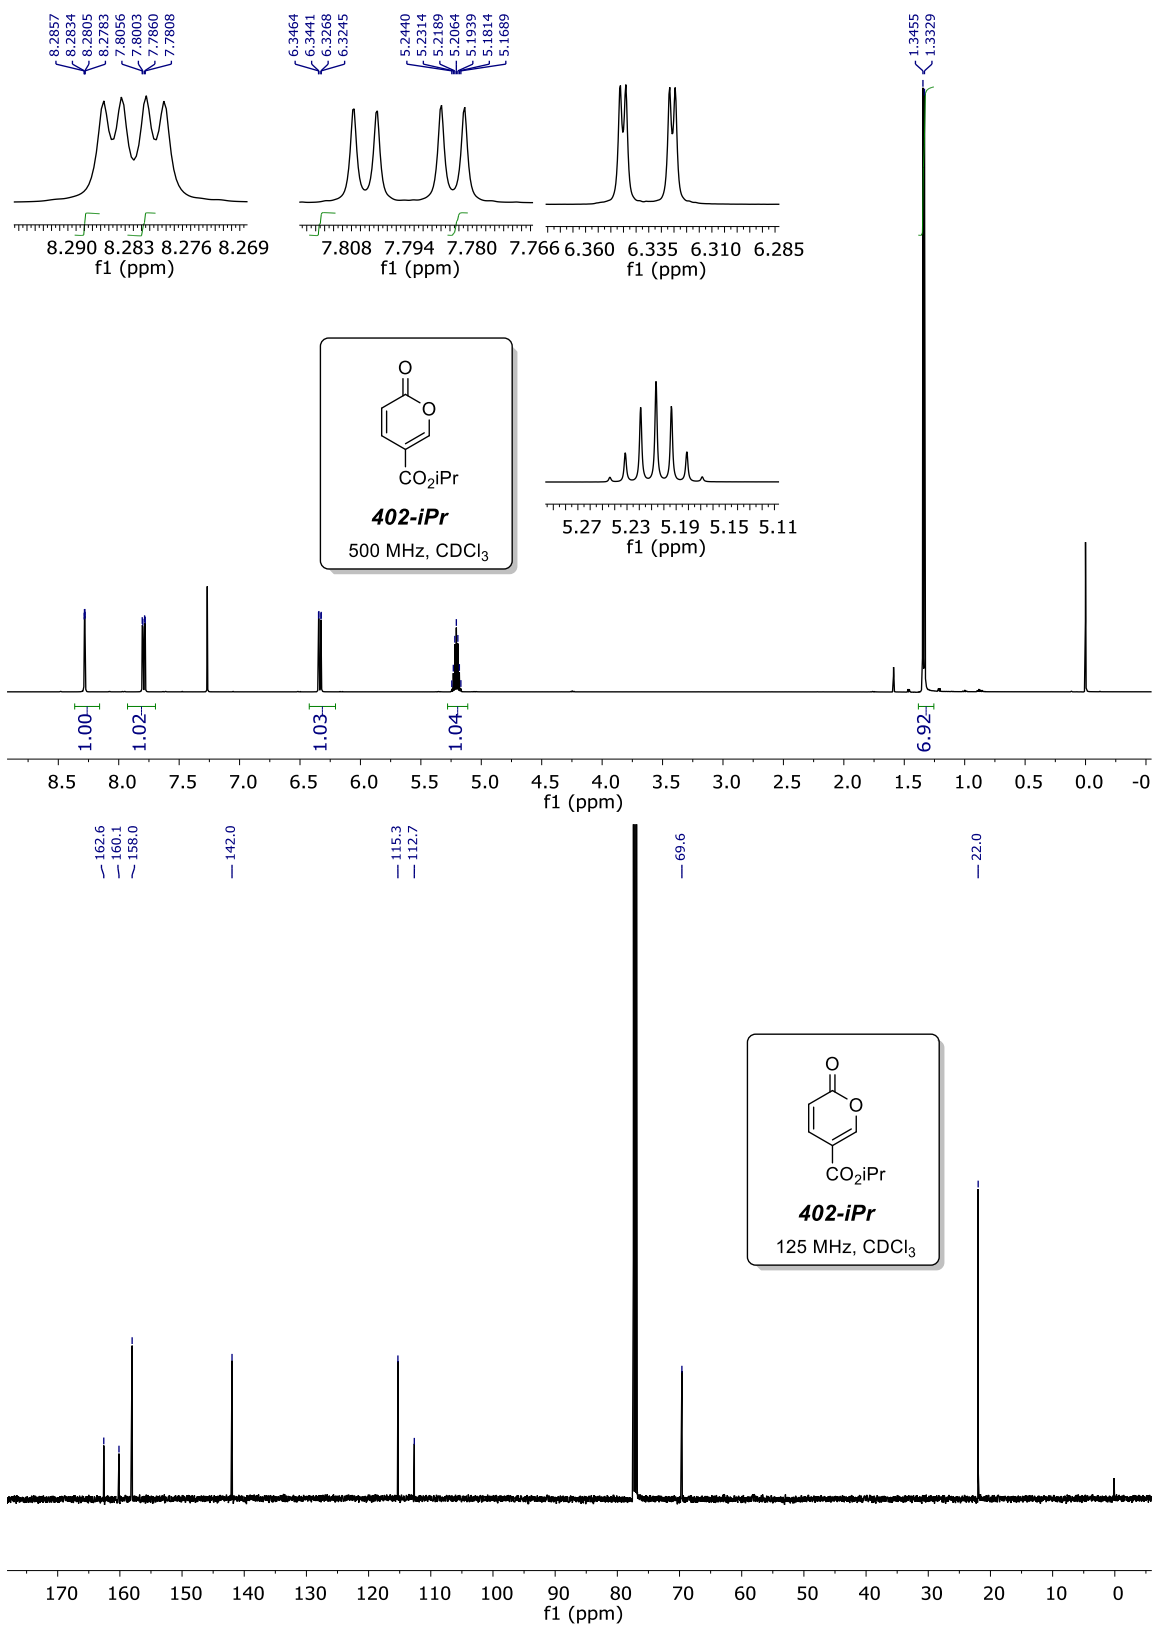 8.2857
8.2834
8.2805
8.2783
7.8056
7.8003
7.7860
7.7808
6.3464
6.3441
6.3268
6.3245
5.2440
5.2314
5.2189
5.2064
5.1939
5.1814
5.1689
1.3455
1.3329
8.290 8.283 8.276 8.269
f1 (ppm)
7.808 7.794 7.780 7.766
f1 (ppm)
6.360 6.335 6.310 6.285
f1 (ppm)
O
O
CO2iPr
402-iPr
500 MHz, CDCl3
5.27 5.23 5.19 5.15 5.11
f1 (ppm)
1.00
1.02
1.03
1.04
6.92
8.5 8.0 7.5 7.0 6.5 6.0 5.5 5.0 4.5 4.0 3.5 3.0 2.5 2.0 1.5 1.0 0.5 0.0 -0
f1 (ppm)
162.6
160.1
158.0
142.0
115.3
112.7
69.6
22.0
O
O
CO2iPr
402-iPr
125 MHz, CDCl3
170 160 150 140 130 120 110 100 90 80 70 60 50 40 30 20 10 0
f1 (ppm)